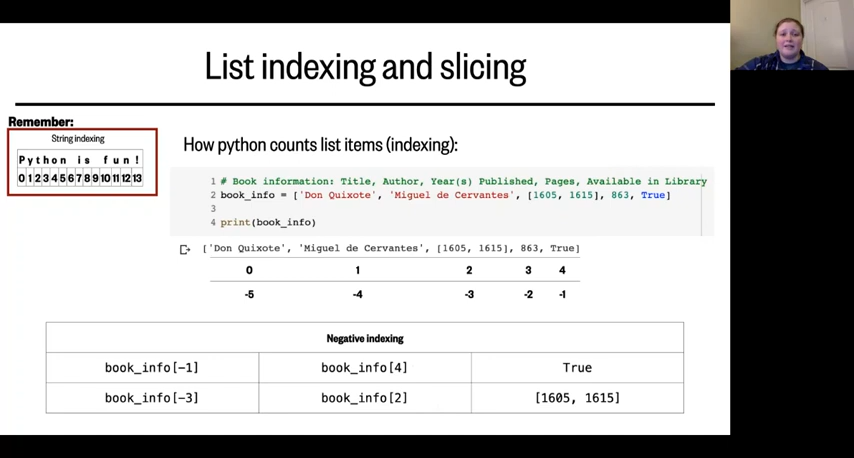 List indexing and slicing
Remember:
String indexing
Python is fun!
0 1 2 3 4 5 6 7 8 9 10 11 12 13
How python counts list items (indexing):
1 # Book information: Title, Author, Year(s) Published, Pages, Available in Library
2 book_info = ['Don Quixote', 'Miguel de Cervantes', [1605, 1615], 863, True]
3
4 print(book_info)
['Don Quixote', 'Miguel de Cervantes', [1605, 1615], 863, True]
0 1 2 3 4
-5 -4 -3 -2 -1
Negative indexing
book_info[-1] book_info[4] True
book_info[-3] book_info[2] [1605, 1615]